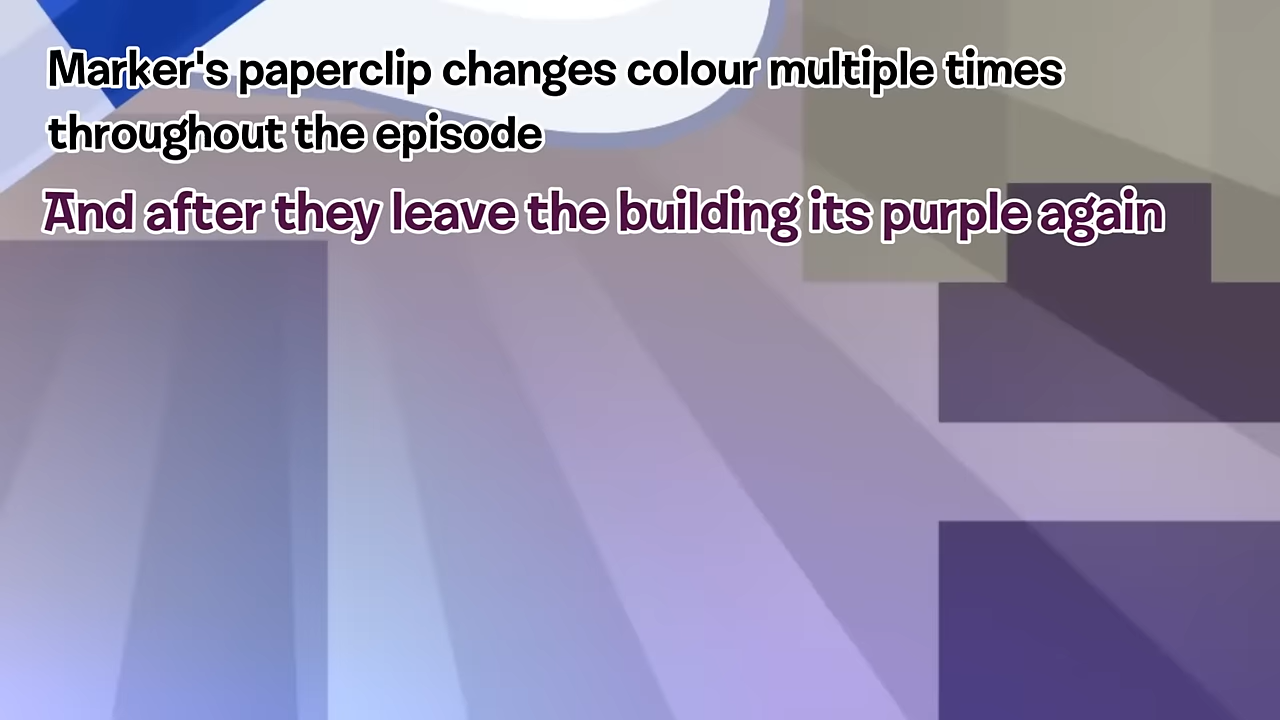 Marker's paperclip changes colour multiple times
throughout the episode
And after they leave the building its purple again